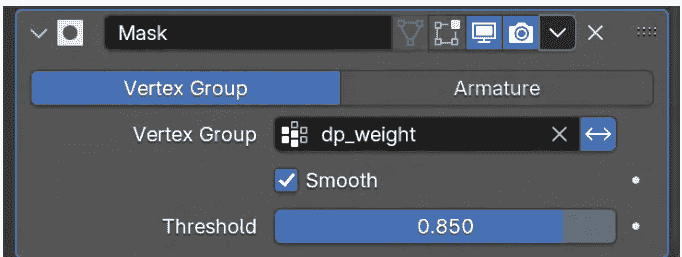 Mask
Vertex Group Armature
Vertex Group dp_weight
Smooth
Threshold 0.850